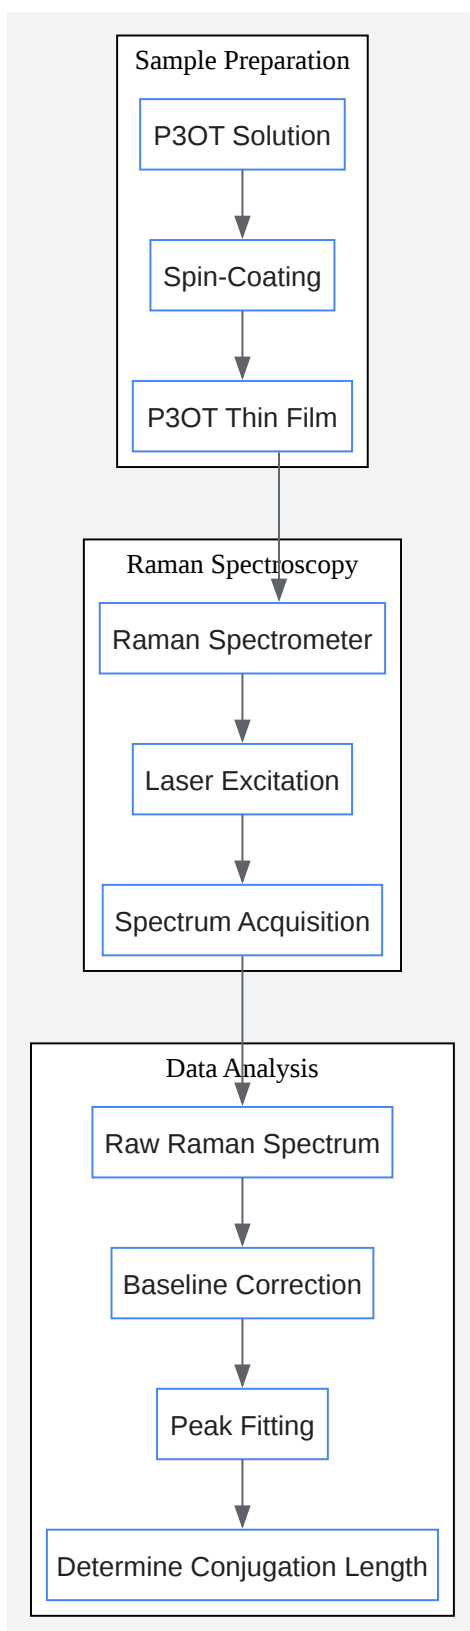 Sample Preparation
P3OT Solution
Spin-Coating
P3OT Thin Film
Raman Spectroscopy
Raman Spectrometer
Laser Excitation
Spectrum Acquisition
Data Analysis
Raw Raman Spectrum
Baseline Correction
Peak Fitting
Determine Conjugation Length